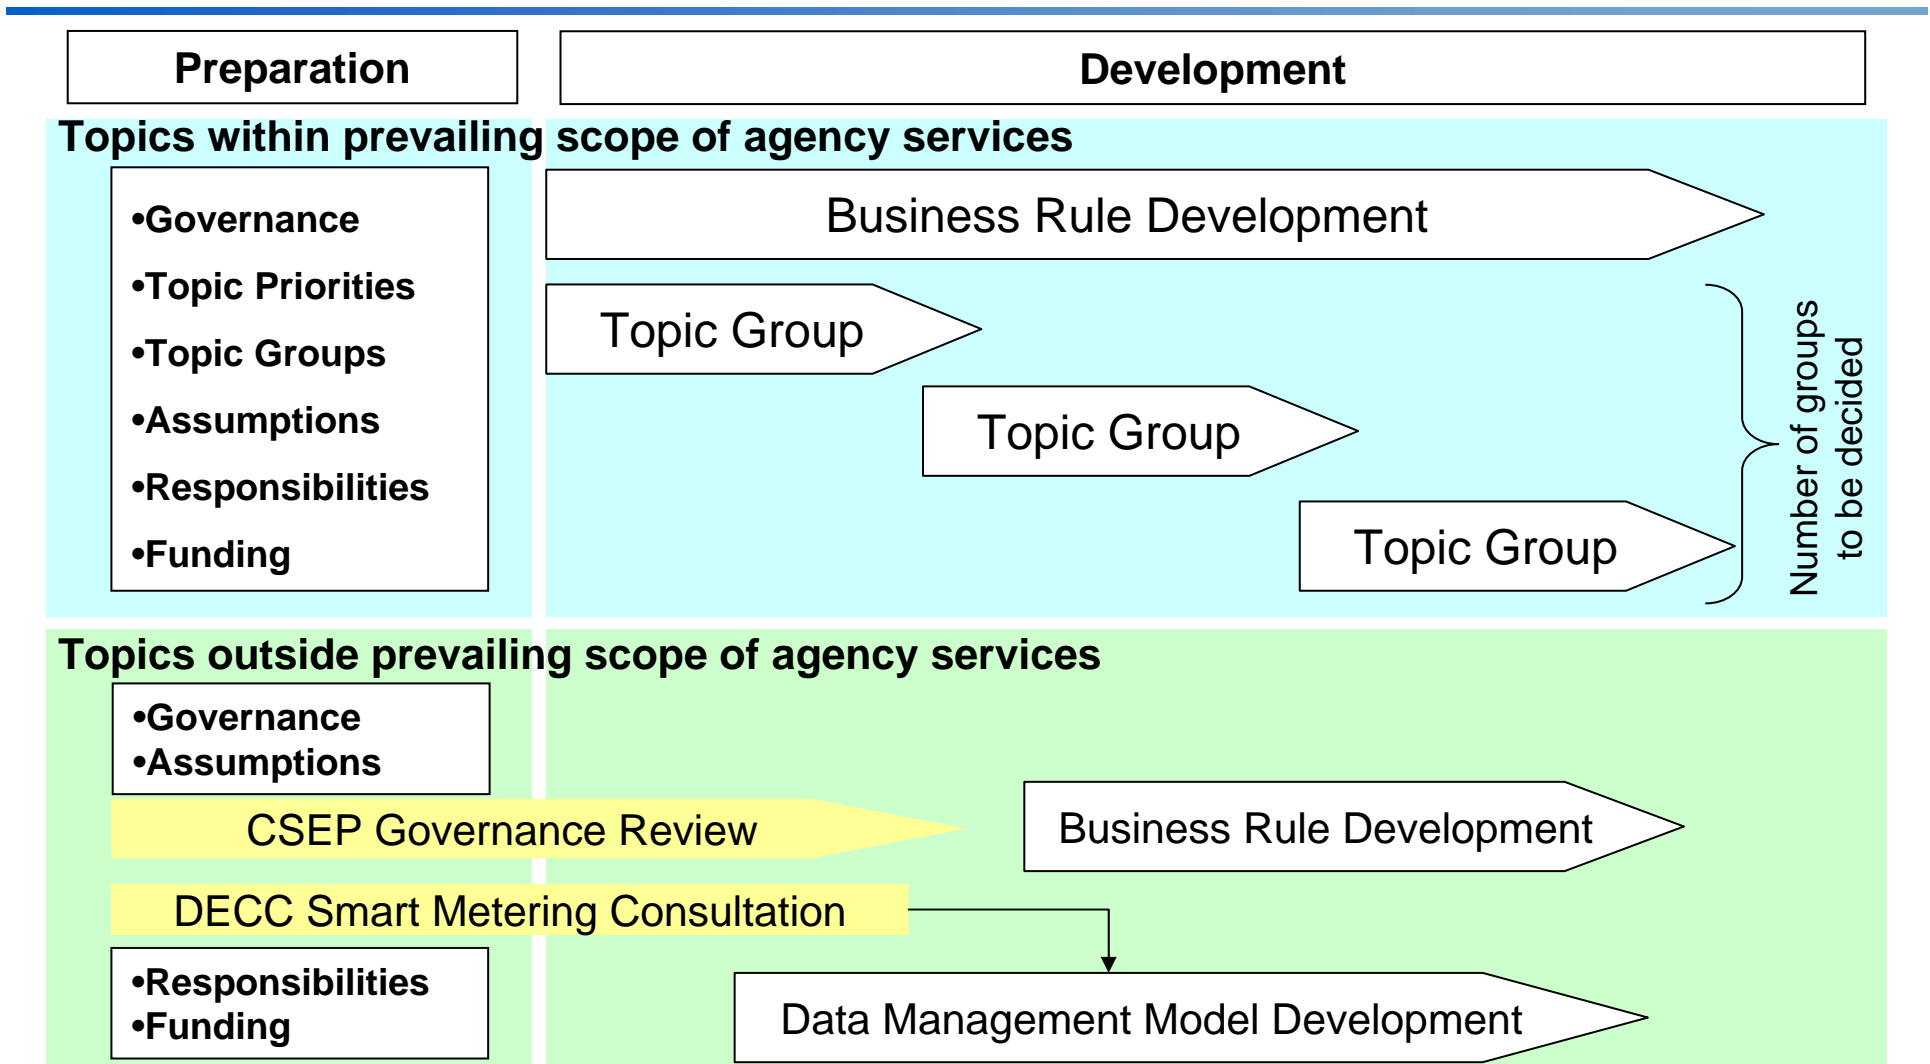 Preparation
Development
Topics within prevailing scope of agency services
•Governance
•Topic Priorities
•Topic Groups
•Assumptions
•Responsibilities
•Funding
Business Rule Development
Topic Group
Topic Group
Topic Group
Number of groups
to be decided
Topics outside prevailing scope of agency services
•Governance
•Assumptions
CSEP Governance Review
Business Rule Development
DECC Smart Metering Consultation
•Responsibilities
•Funding
Data Management Model Development